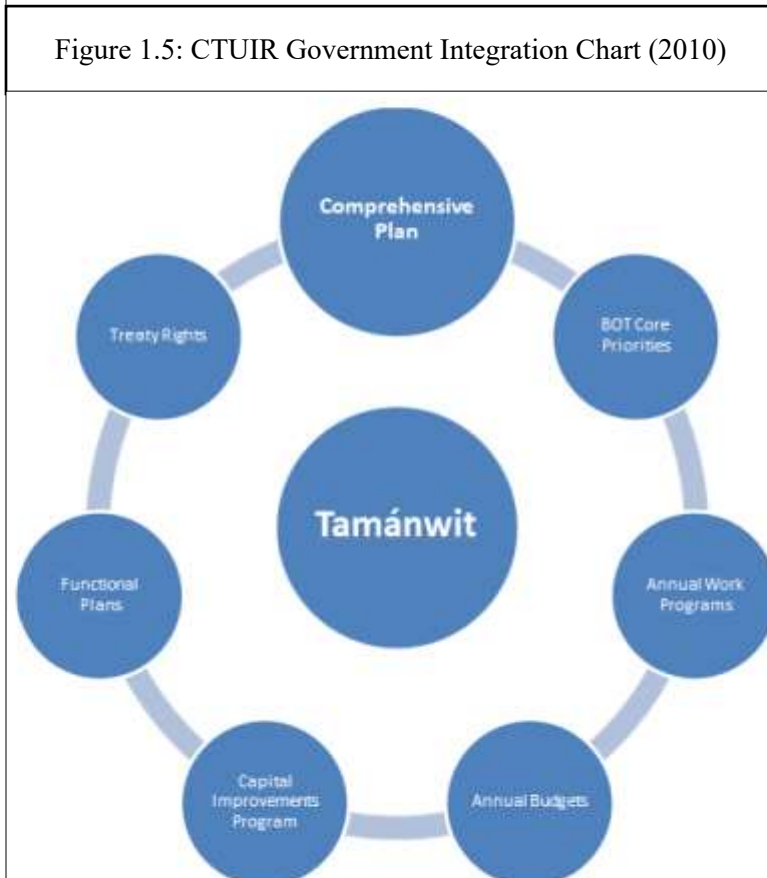 Figure 1.5: CTUIR Government Integration Chart (2010)
Comprehensive
Plan
BOT Core
Priorities
Annual Work
Programs
Annual Budgets
Capital
Improvements
Program
Functional
Plans
Treaty Rights
Tamánwit